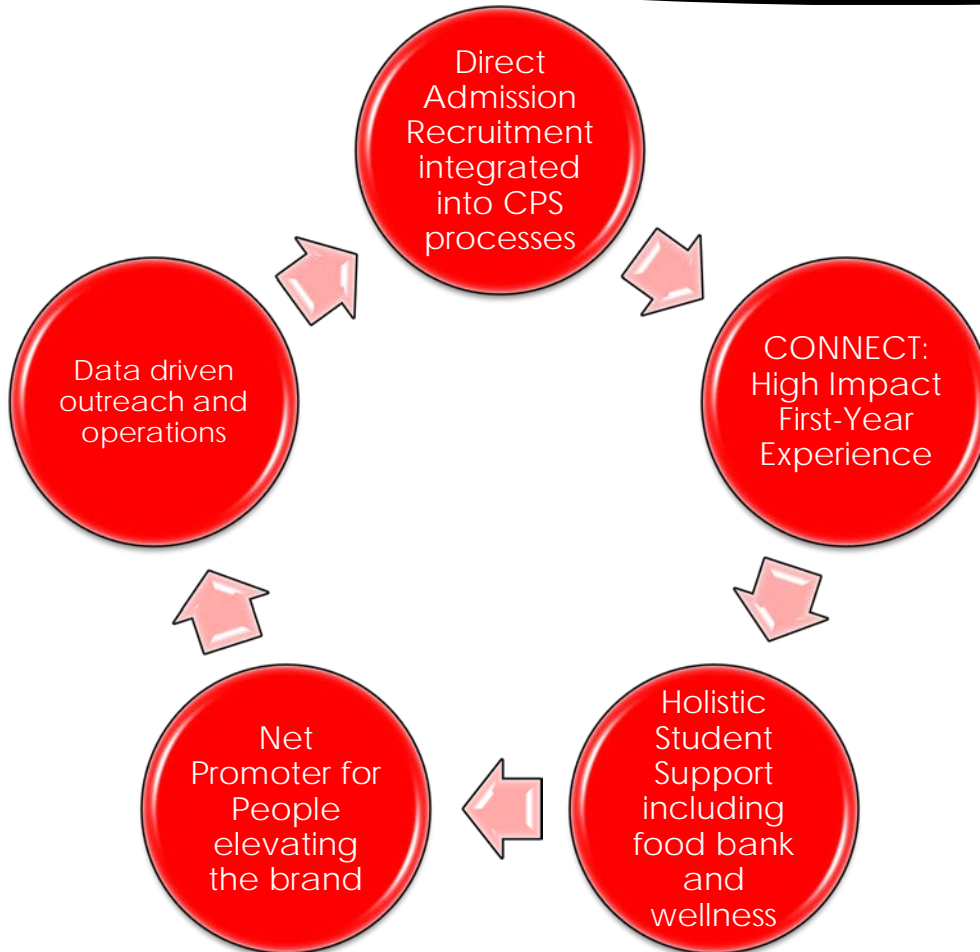 Direct
Admission
Recruitment
integrated
into CPS
processes
CONNECT:
High Impact
First-Year
Experience
Holistic
Student
Support
including
food bank
and
wellness
Net
Promoter for
People
elevating
the brand
Data driven
outreach and
operations